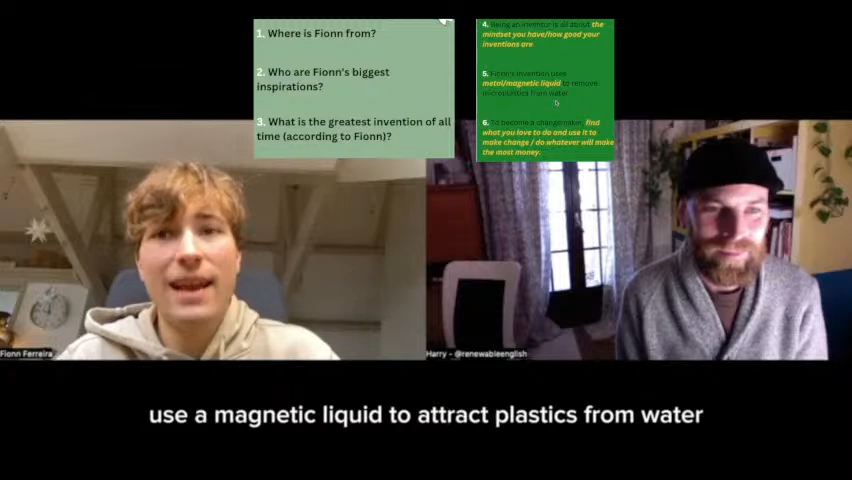 1. Where is Fionn from?
2. Who are Fionn's biggest
inspirations?
3. What is the greatest invention of all
time (according to Fionn)?
4. Being an inventor is all about the
mindset you have/how good your
inventions are
5. Fionn's invention uses
metal/magnetic liquid to remove
microplastics from water
6. To become a changemaker find
what you love to do and use it to
make change / do whatever will make
the most money.
Fionn Ferreira
Harry - @renewableenglish
use a magnetic liquid to attract plastics from water